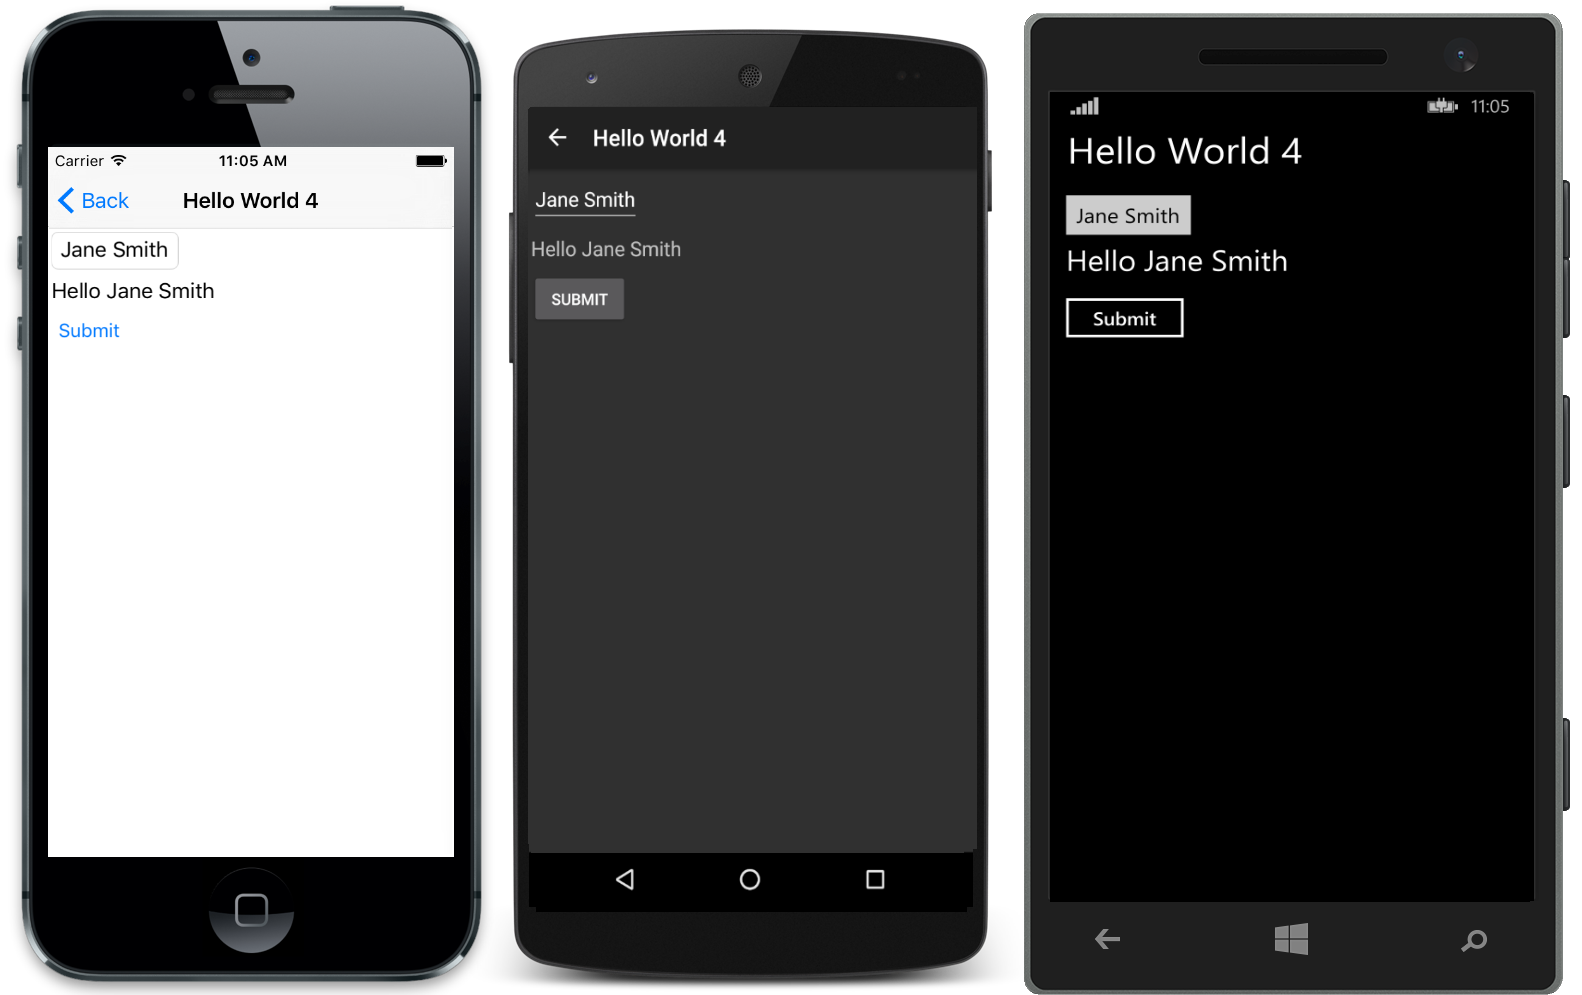 Carrier 11:05 AM
Back Hello World 4
Jane Smith
Hello Jane Smith
Submit
Hello World 4
Jane Smith
Hello Jane Smith
SUBMIT
11:05
Hello World 4
Jane Smith
Hello Jane Smith
Submit